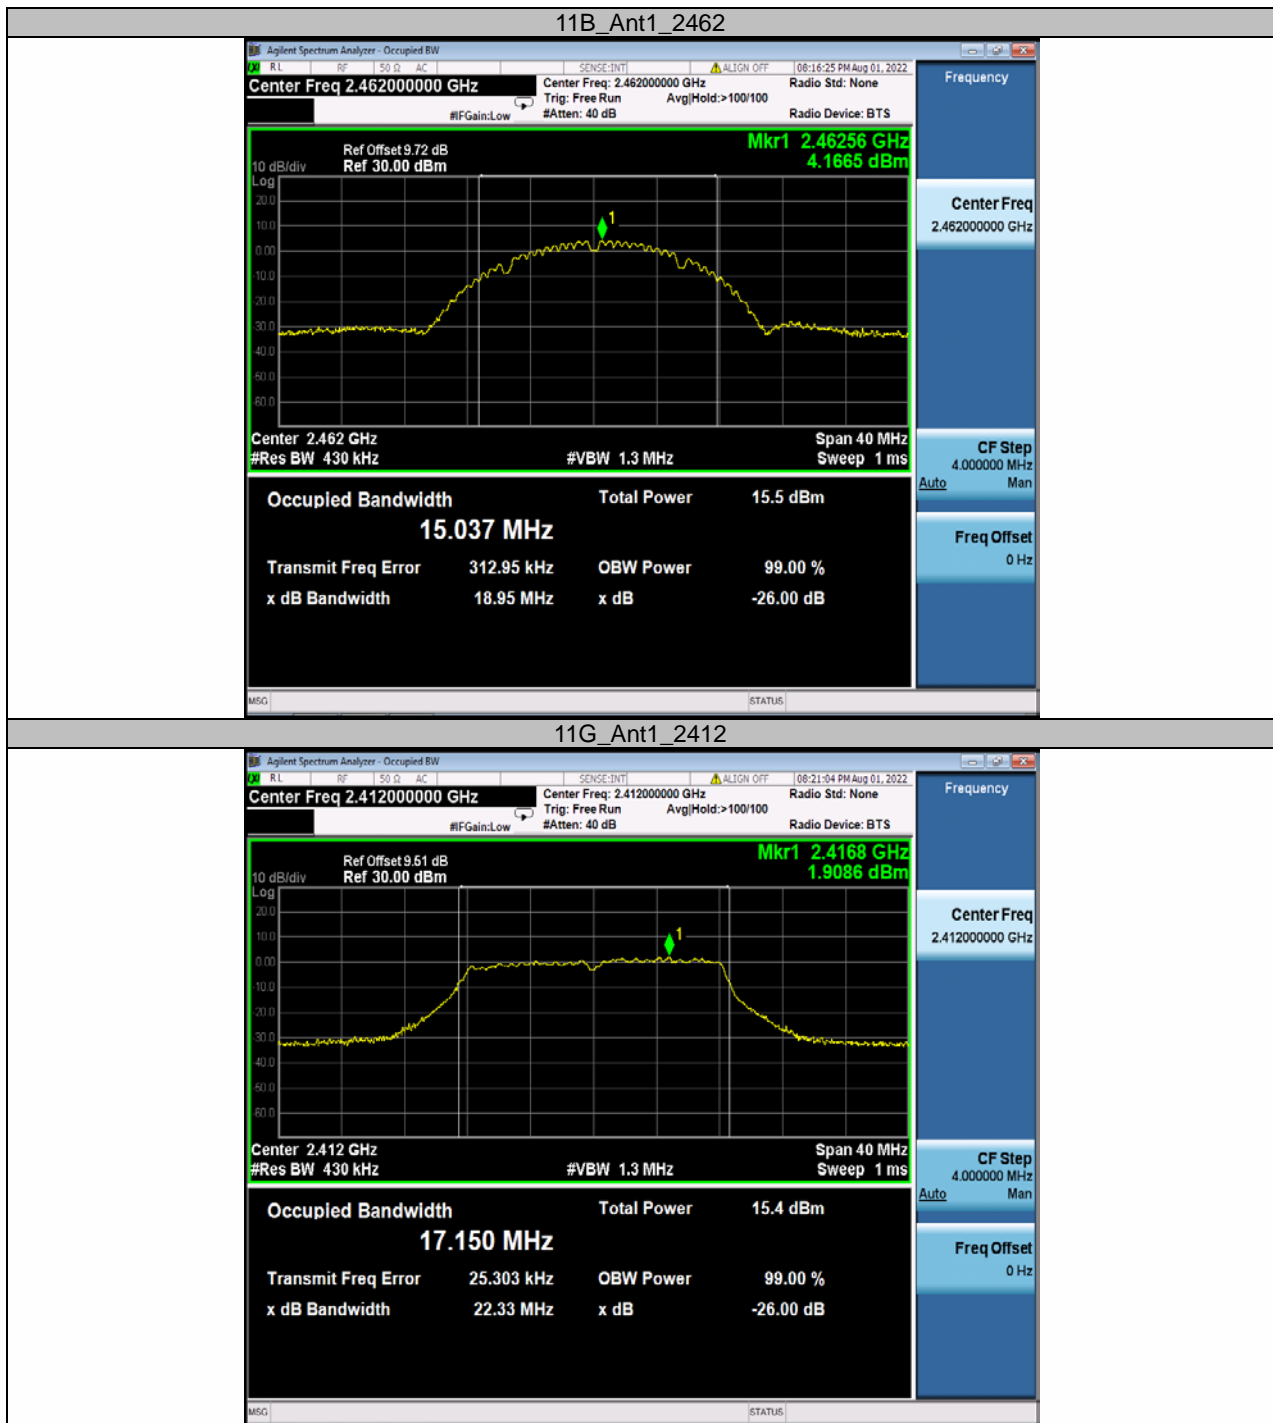 11B_Ant1_2462
Agilent Spectrum Analyzer - Occupied BW
RL RF 50 Ω AC SENSE:INT ALIGN OFF 08:16:25 PM Aug 01, 2022
Center Freq 2.462000000 GHz
Center Freq: 2.462000000 GHz
Radio Std: None
Trig: Free Run Avg|Hold:>100/100
#IFGain:Low #Atten: 40 dB Radio Device: BTS
Frequency
Mkr1 2.46256 GHz
4.1665 dBm
Ref Offset 9.72 dB
10 dB/div Ref 30.00 dBm
Log
20.0
10.0
0.00
-10.0
-20.0
-30.0
-40.0
-50.0
-60.0
1
Center 2.462 GHz Span 40 MHz
#Res BW 430 kHz #VBW 1.3 MHz Sweep 1 ms
Center Freq
2.462000000 GHz
CF Step
4.000000 MHz
Auto Man
Freq Offset
0 Hz
Occupied Bandwidth Total Power 15.5 dBm
15.037 MHz
Transmit Freq Error 312.95 kHz OBW Power 99.00 %
x dB Bandwidth 18.95 MHz x dB -26.00 dB
MSG STATUS
11G_Ant1_2412
Agilent Spectrum Analyzer - Occupied BW
RL RF 50 Ω AC SENSE:INT ALIGN OFF 08:21:04 PM Aug 01, 2022
Center Freq 2.412000000 GHz
Center Freq: 2.412000000 GHz
Radio Std: None
Trig: Free Run Avg|Hold:>100/100
#IFGain:Low #Atten: 40 dB Radio Device: BTS
Frequency
Mkr1 2.4168 GHz
1.9086 dBm
Ref Offset 9.51 dB
10 dB/div Ref 30.00 dBm
Log
20.0
10.0
0.00
-10.0
-20.0
-30.0
-40.0
-50.0
-60.0
1
Center 2.412 GHz Span 40 MHz
#Res BW 430 kHz #VBW 1.3 MHz Sweep 1 ms
Center Freq
2.412000000 GHz
CF Step
4.000000 MHz
Auto Man
Freq Offset
0 Hz
Occupied Bandwidth Total Power 15.4 dBm
17.150 MHz
Transmit Freq Error 25.303 kHz OBW Power 99.00 %
x dB Bandwidth 22.33 MHz x dB -26.00 dB
MSG STATUS